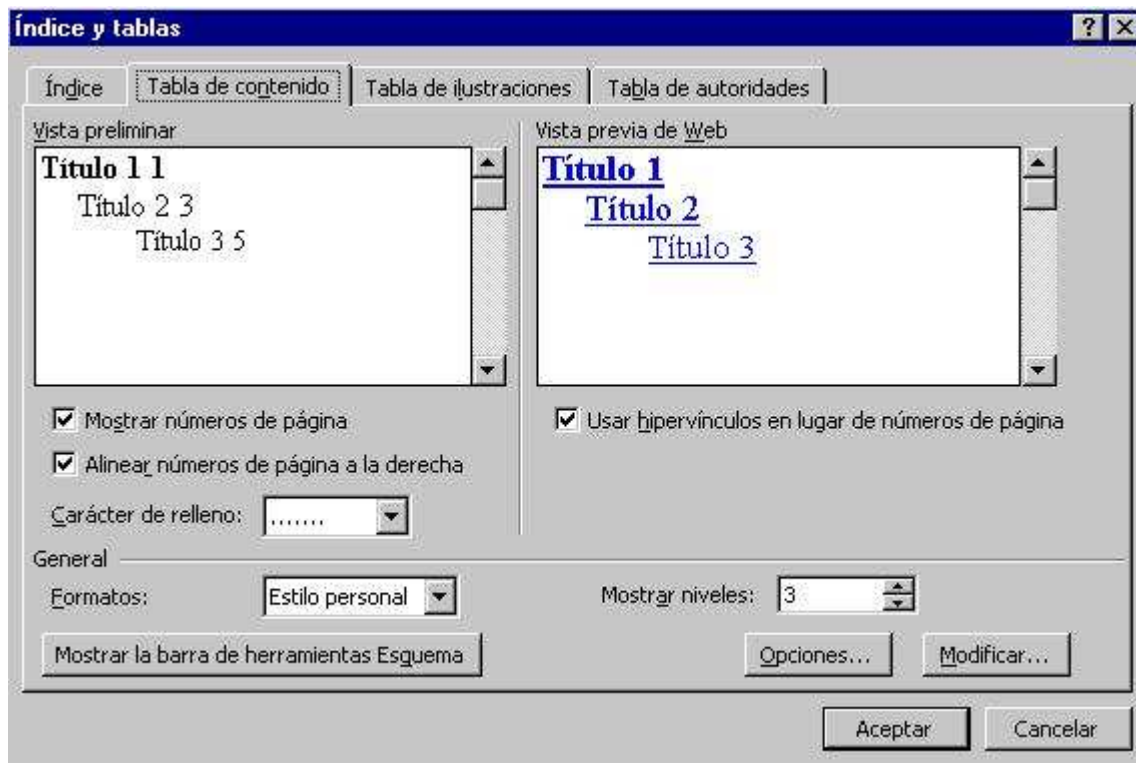 Índice y tablas
Índice Tabla de contenido Tabla de ilustraciones Tabla de autoridades
Vista preliminar
Título 1 1
Título 2 3
Título 3 5
Mostrar números de página
Alinear números de página a la derecha
Carácter de relleno: .......
Vista previa de Web
Título 1
Título 2
Título 3
Usar hipervínculos en lugar de números de página
General
Formatos: Estilo personal Mostrar niveles: 3
Mostrar la barra de herramientas Esquema Opciones... Modificar...
Aceptar Cancelar